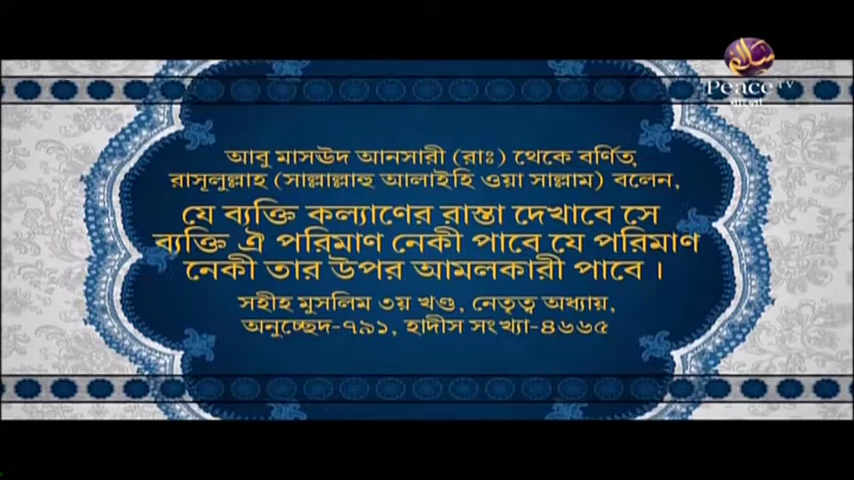 Peace TV
বাংলা
আবু মাসঊদ আনসারী (রাঃ) থেকে বর্ণিত,
রাসূলুল্লাহ (সাল্লাল্লাহু আলাইহি ওয়া সাল্লাম) বলেন,
যে ব্যক্তি কল্যাণের রাস্তা দেখাবে সে
ব্যক্তি ঐ পরিমাণ নেকী পাবে যে পরিমাণ
নেকী তার উপর আমলকারী পাবে ।
সহীহ মুসলিম ৩য় খণ্ড, নেতৃত্ব অধ্যায়,
অনুচ্ছেদ-৭৯১, হাদীস সংখ্যা-৪৬৬৫